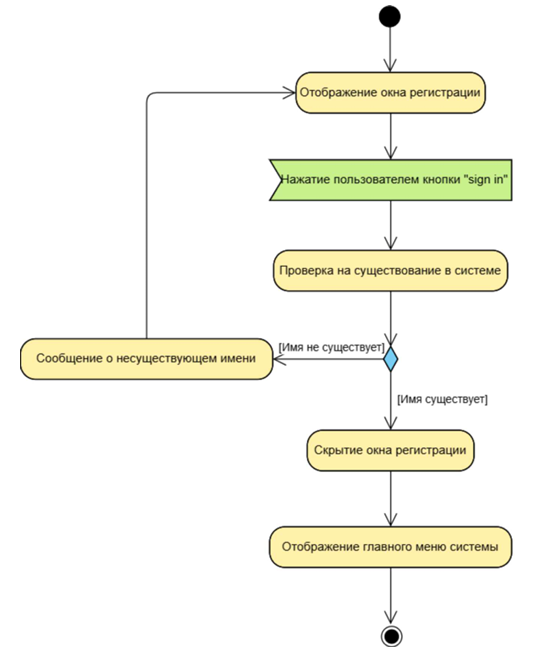 Отображение окна регистрации
Нажатие пользователем кнопки "sign in"
Проверка на существование в системе
[Имя не существует]
Сообщение о несуществующем имени
[Имя существует]
Скрытие окна регистрации
Отображение главного меню системы